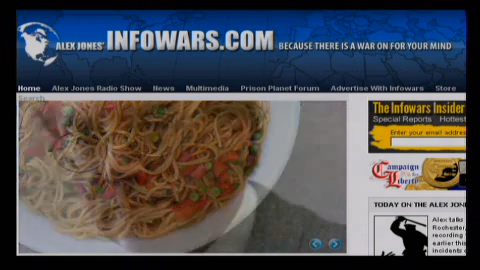 ALEX JONES' INFOWARS.COM BECAUSE THERE IS A WAR ON FOR YOUR MIND
Home Alex Jones Radio Show News Multimedia Prison Planet Forum Advertise With Infowars Store
Search
The Infowars Insider
Special Reports Hottest
Enter your email address
Campaign
Liberty
TODAY ON THE ALEX JON
Alex talks
Rochester,
recording
earlier this
incidents